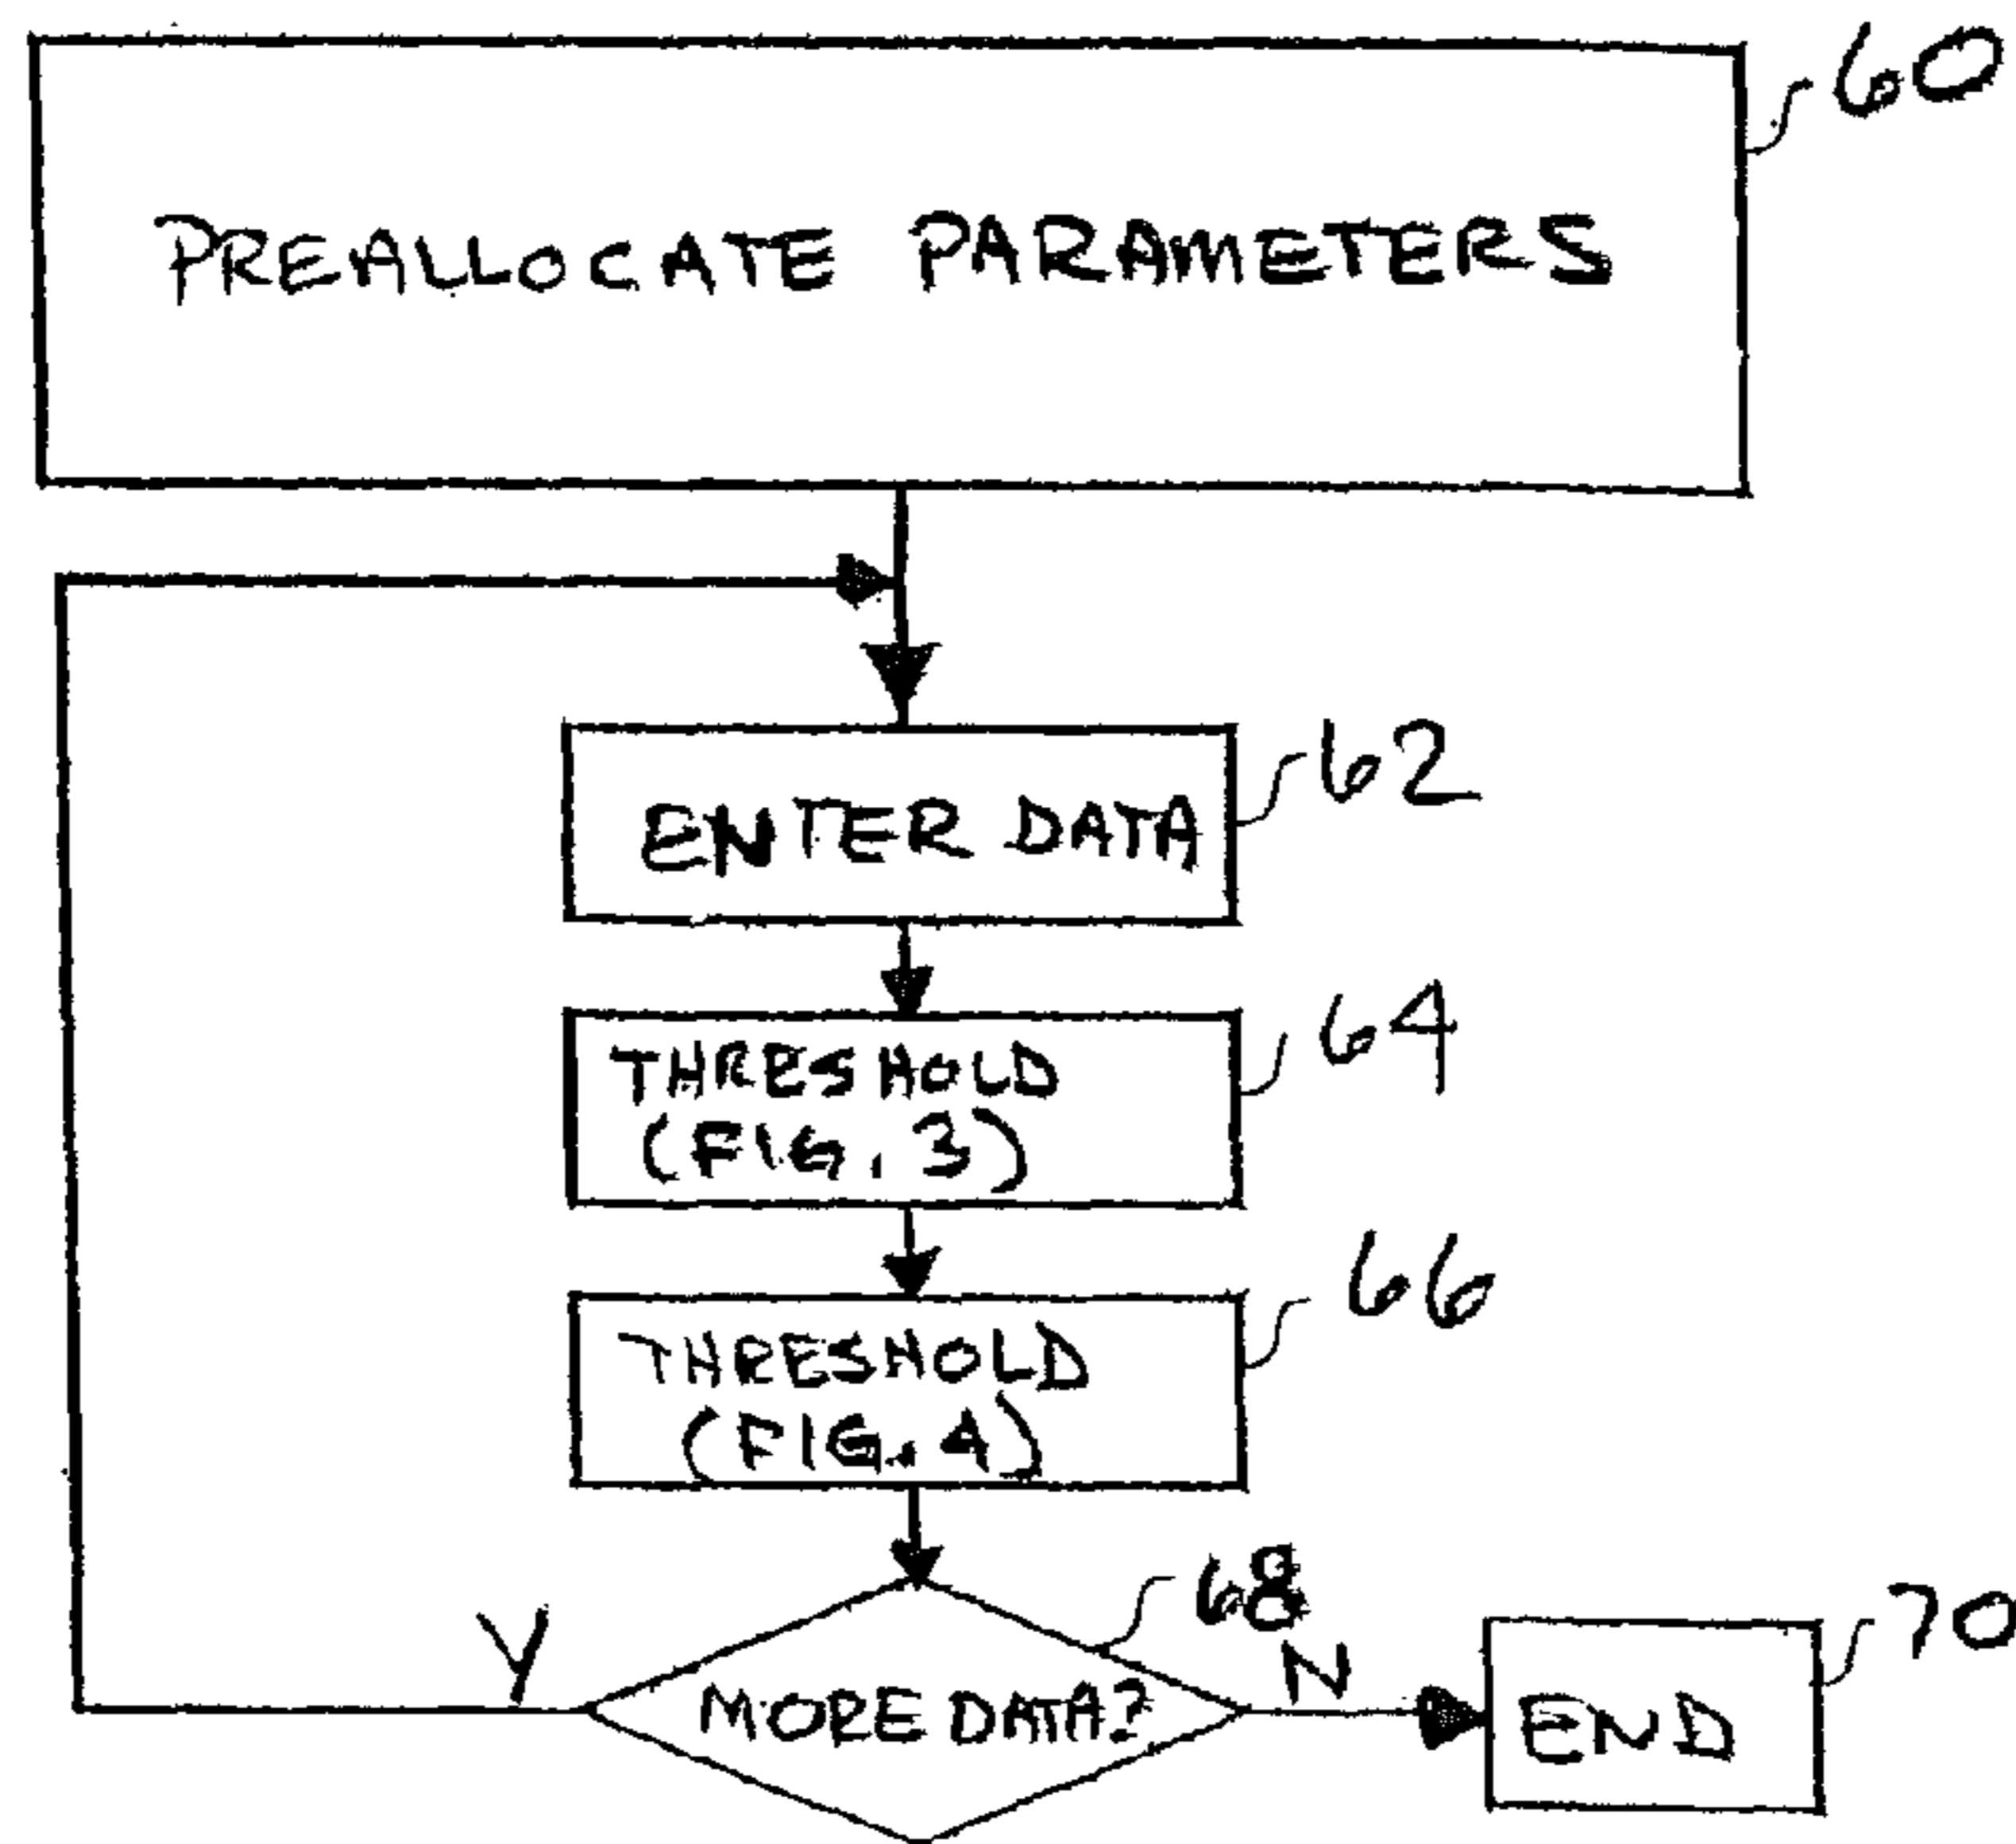 60
PREALLOCATE PARAMETERS
62
ENTER DATA
64
THRESHOLD
(FIG. 3)
66
THRESHOLD
(FIG. 4)
68
Y
MORE DATA?
N
70
END